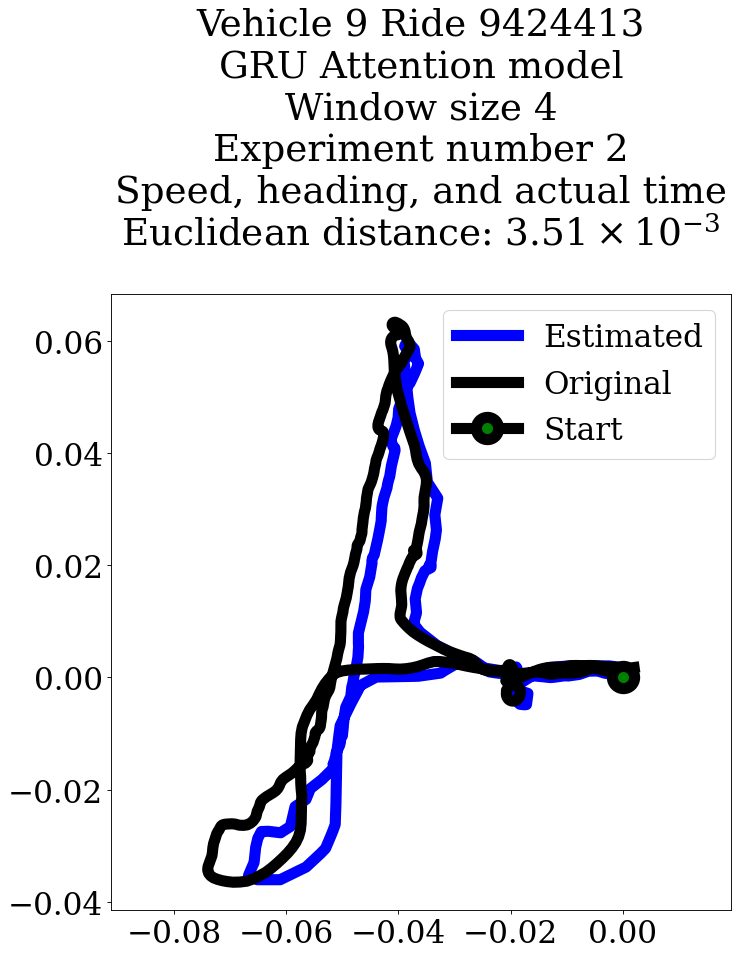 Vehicle 9 Ride 9424413
GRU Attention model
Window size 4
Experiment number 2
Speed, heading, and actual time
Euclidean distance: 3.51 × 10⁻³
Estimated
Original
Start
0.06
0.04
0.02
0.00
−0.02
−0.04
−0.08 −0.06 −0.04 −0.02 0.00